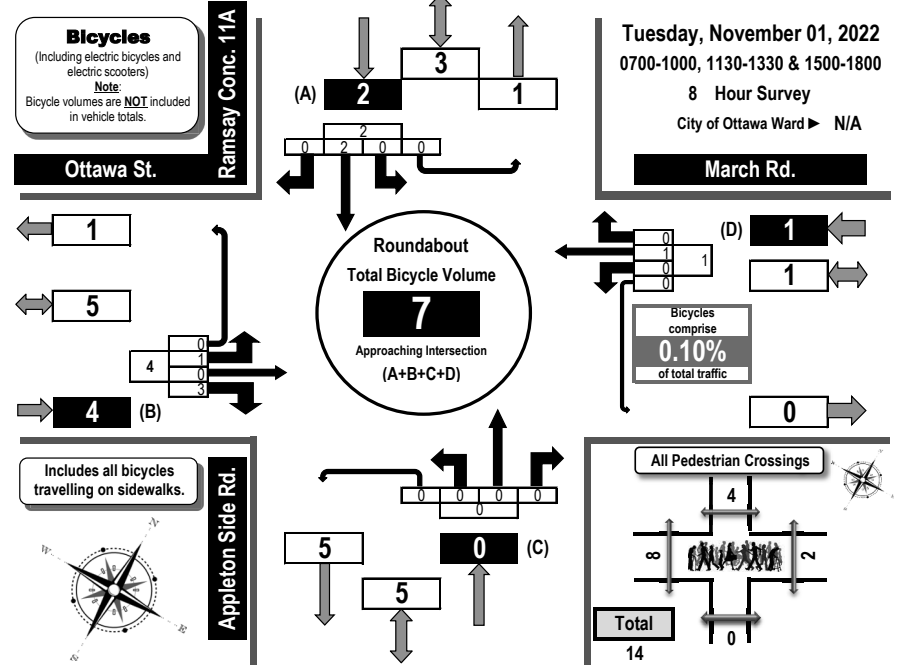 Bicycles
(Including electric bicycles and
electric scooters)
Note:
Bicycle volumes are NOT included
in vehicle totals.
Ramsay Conc. 11A
Ottawa St.
3
(A) 2
1
2
0 2 0 0
Tuesday, November 01, 2022
0700-1000, 1130-1330 & 1500-1800
8 Hour Survey
City of Ottawa Ward ► N/A
March Rd.
1
5
0
1
0
3
4
4 (B)
Roundabout
Total Bicycle Volume
7
Approaching Intersection
(A+B+C+D)
0
1
0
0
1
(D) 1
1
Bicycles
comprise
0.10%
of total traffic
0
Includes all bicycles
travelling on sidewalks.
N
W
E
S
Appleton Side Rd.
0 0 0 0
0
5
0 (C)
5
All Pedestrian Crossings
4
8
2
0
Total
14